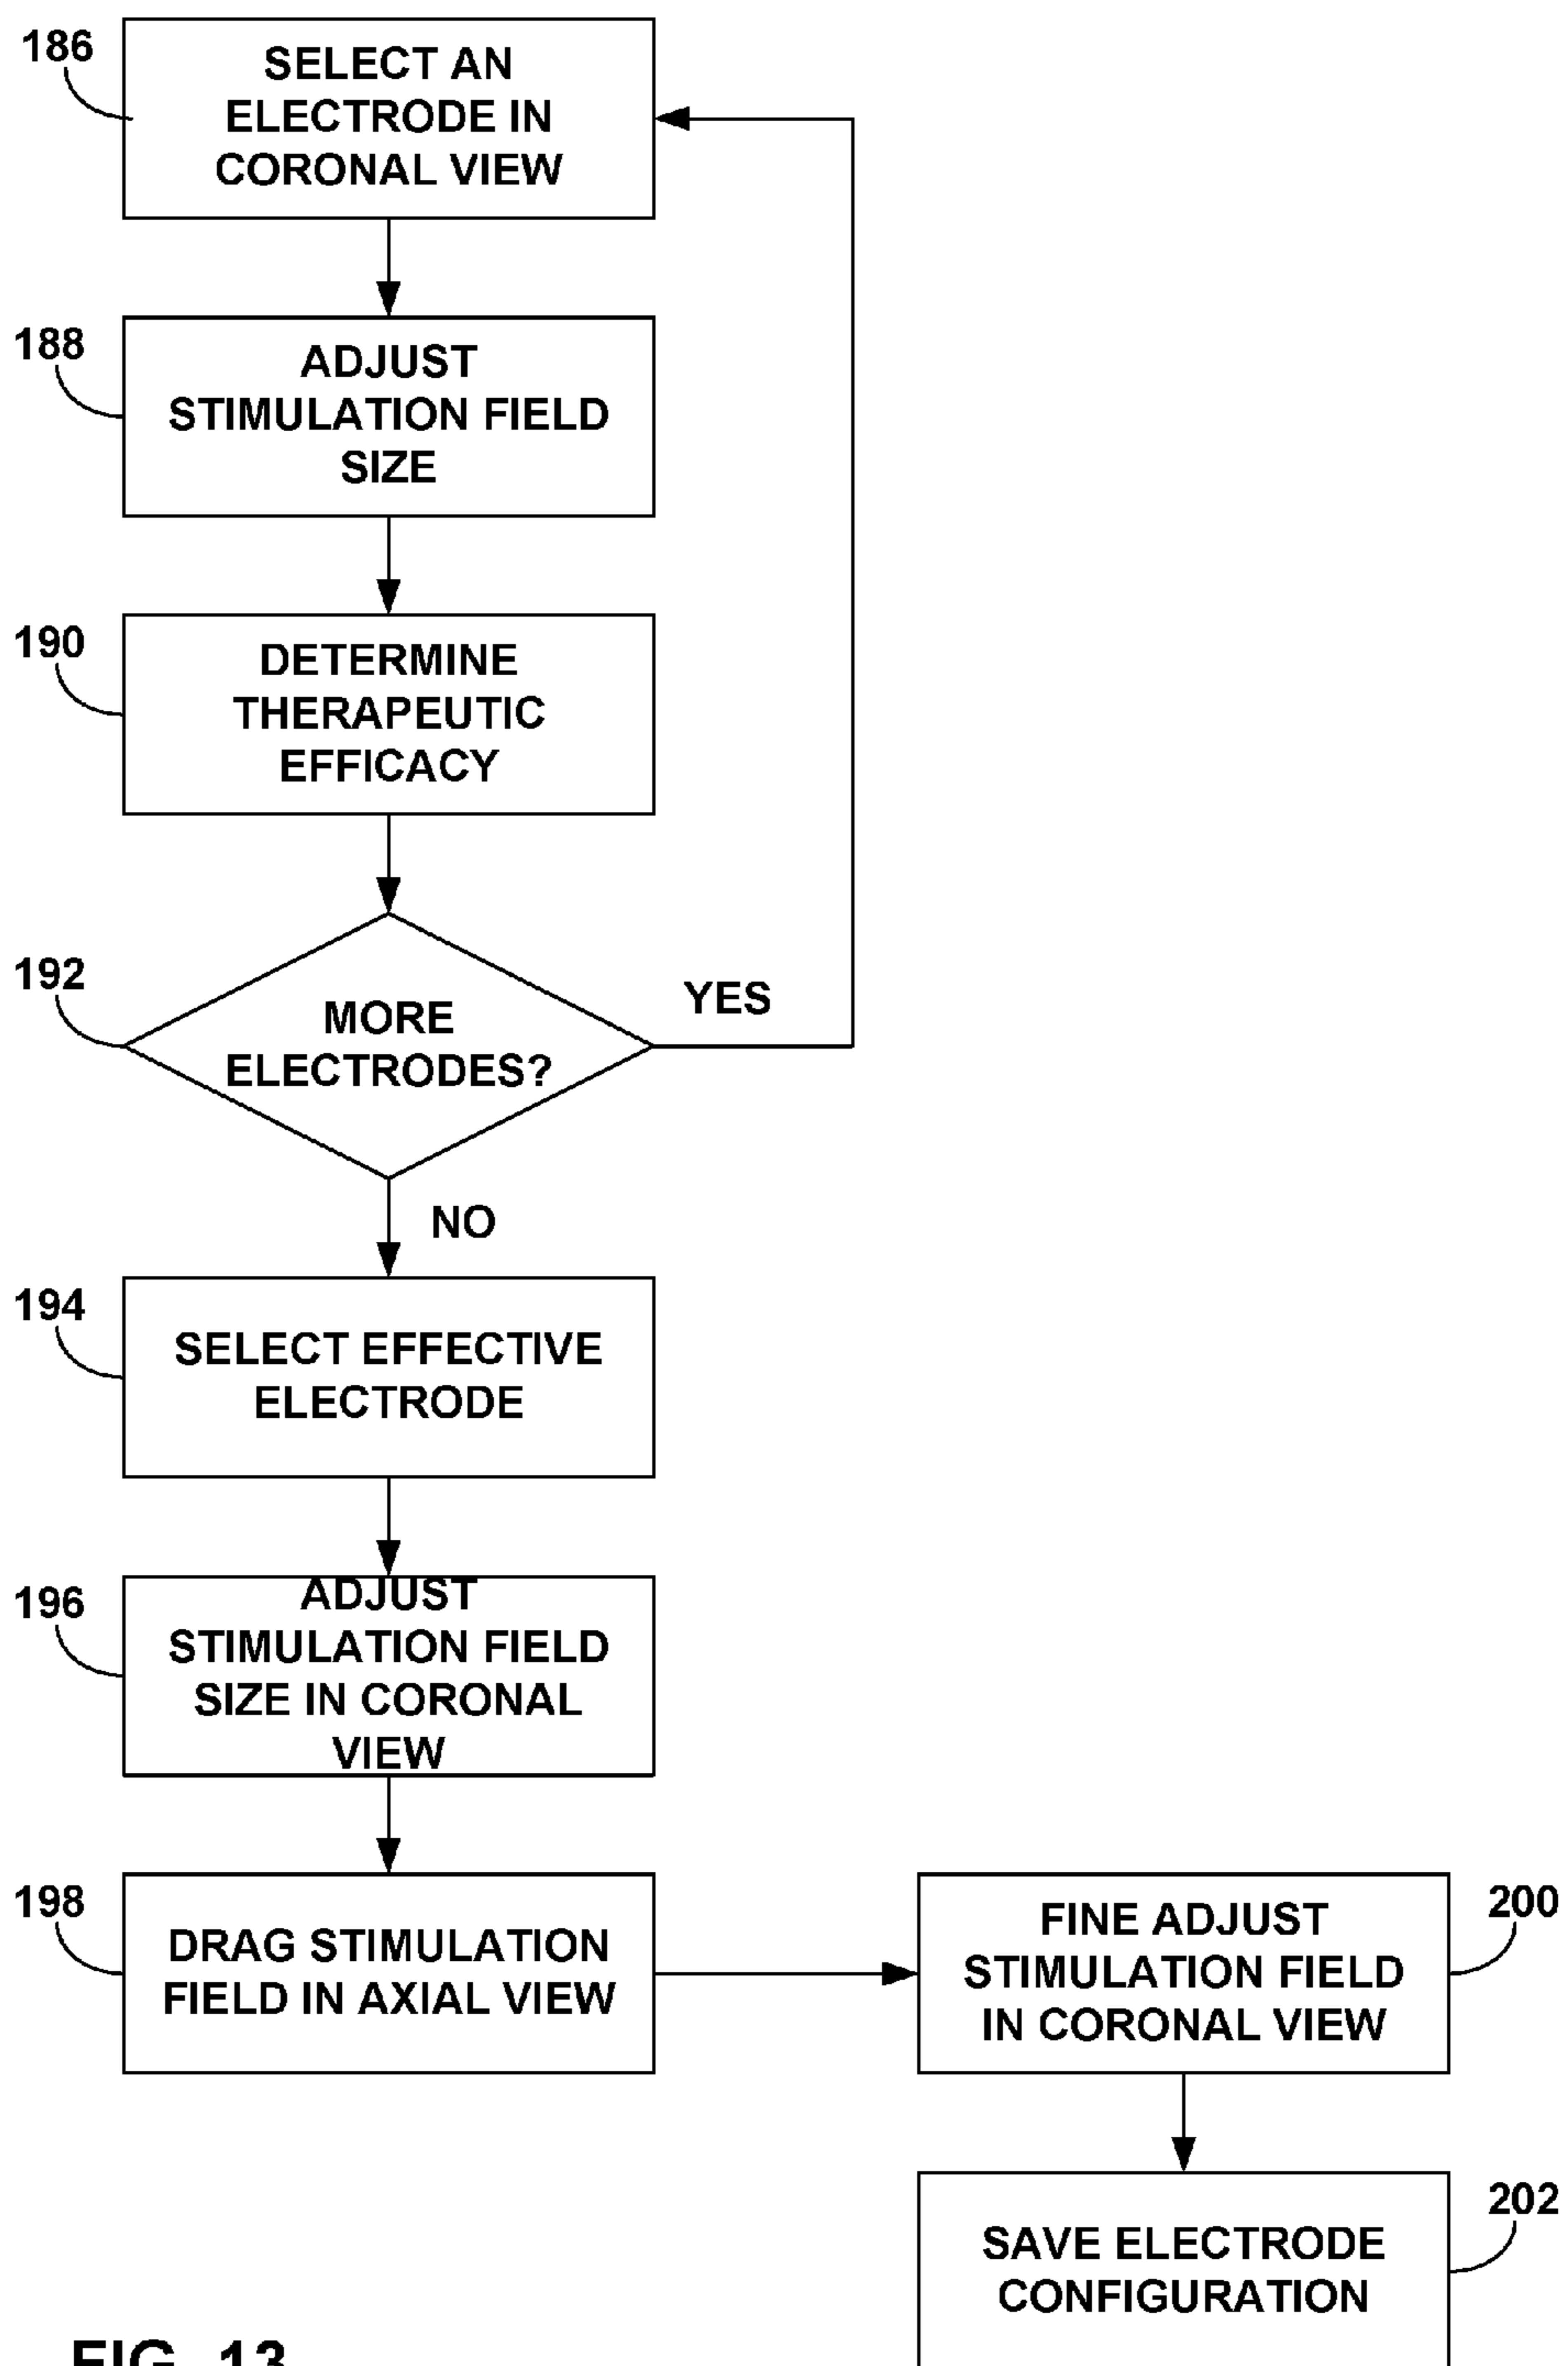 186
SELECT AN
ELECTRODE IN
CORONAL VIEW
188
ADJUST
STIMULATION FIELD
SIZE
190
DETERMINE
THERAPEUTIC
EFFICACY
192
MORE
ELECTRODES?
YES
NO
194
SELECT EFFECTIVE
ELECTRODE
196
ADJUST
STIMULATION FIELD
SIZE IN CORONAL
VIEW
198
DRAG STIMULATION
FIELD IN AXIAL VIEW
200
FINE ADJUST
STIMULATION FIELD
IN CORONAL VIEW
202
SAVE ELECTRODE
CONFIGURATION
FIG. 13